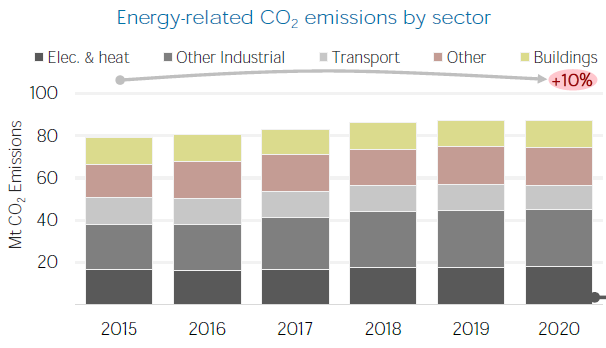 Energy-related CO₂ emissions by sector
Elec. & heat Other Industrial Transport Other Buildings
+10%
100
80
60
40
20
Mt CO₂ Emissions
2015 2016 2017 2018 2019 2020